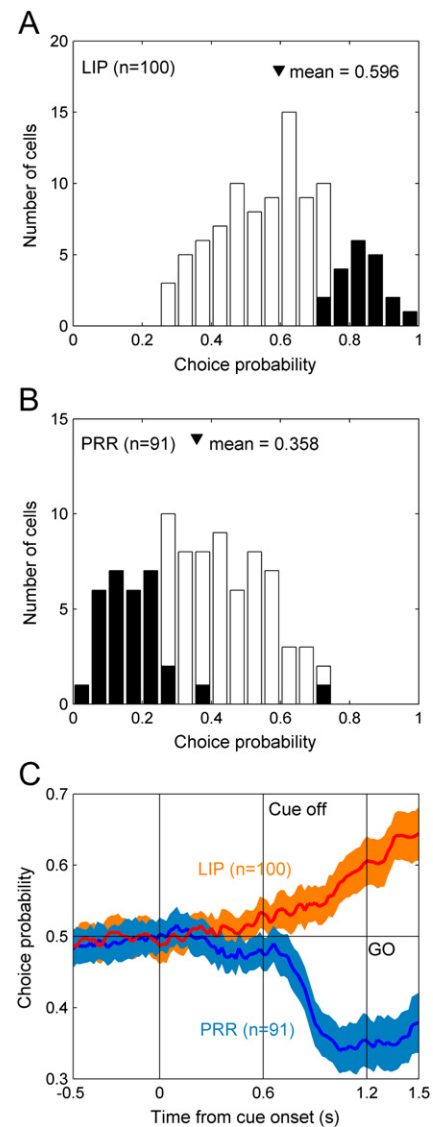 A
20
LIP (n=100)
▼ mean = 0.596
15
10
5
0
Number of cells
0 0.2 0.4 0.6 0.8 1
Choice probability
B
15
PRR (n=91)
▼ mean = 0.358
10
5
0
Number of cells
0 0.2 0.4 0.6 0.8 1
Choice probability
C
0.7
Cue off
LIP (n=100)
0.6
0.5
GO
0.4
PRR (n=91)
0.3
Choice probability
-0.5 0 0.6 1.2 1.5
Time from cue onset (s)